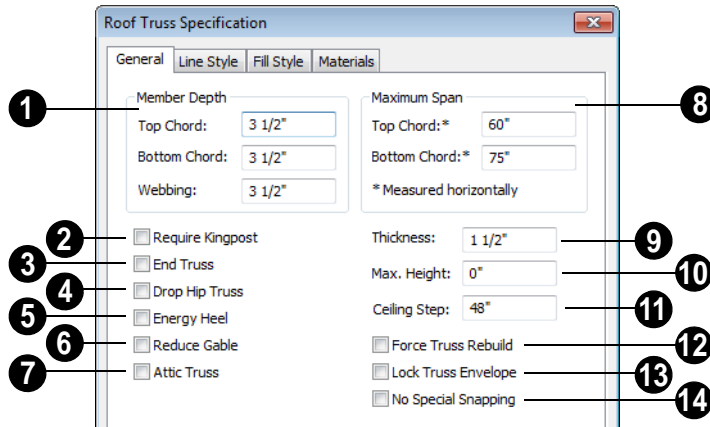 Roof Truss Specification
General Line Style Fill Style Materials
Member Depth
Top Chord: 3 1/2"
Bottom Chord: 3 1/2"
Webbing: 3 1/2"
Maximum Span
Top Chord:* 60"
Bottom Chord:* 75"
* Measured horizontally
Require Kingpost
End Truss
Drop Hip Truss
Energy Heel
Reduce Gable
Attic Truss
Thickness: 1 1/2"
Max. Height: 0"
Ceiling Step: 48"
Force Truss Rebuild
Lock Truss Envelope
No Special Snapping
1
2
3
4
5
6
7
8
9
10
11
12
13
14